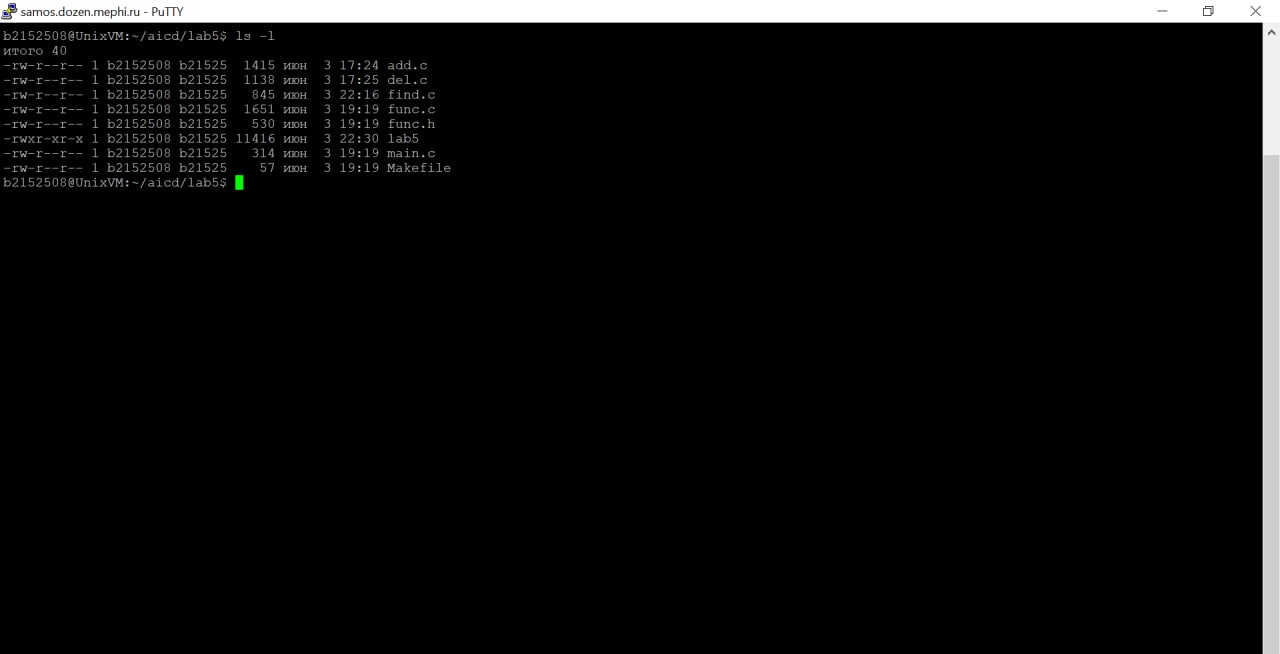 samos.dozen.mephi.ru - PuTTY
b2152508@UnixVM:~/aicd/lab5$ ls -l
итого 40
-rw-r--r-- 1 b2152508 b21525  1415 июн  3 17:24 add.c
-rw-r--r-- 1 b2152508 b21525  1138 июн  3 17:25 del.c
-rw-r--r-- 1 b2152508 b21525   845 июн  3 22:16 find.c
-rw-r--r-- 1 b2152508 b21525  1651 июн  3 19:19 func.c
-rw-r--r-- 1 b2152508 b21525   530 июн  3 19:19 func.h
-rwxr-xr-x 1 b2152508 b21525 11416 июн  3 22:30 lab5
-rw-r--r-- 1 b2152508 b21525   314 июн  3 19:19 main.c
-rw-r--r-- 1 b2152508 b21525    57 июн  3 19:19 Makefile
b2152508@UnixVM:~/aicd/lab5$